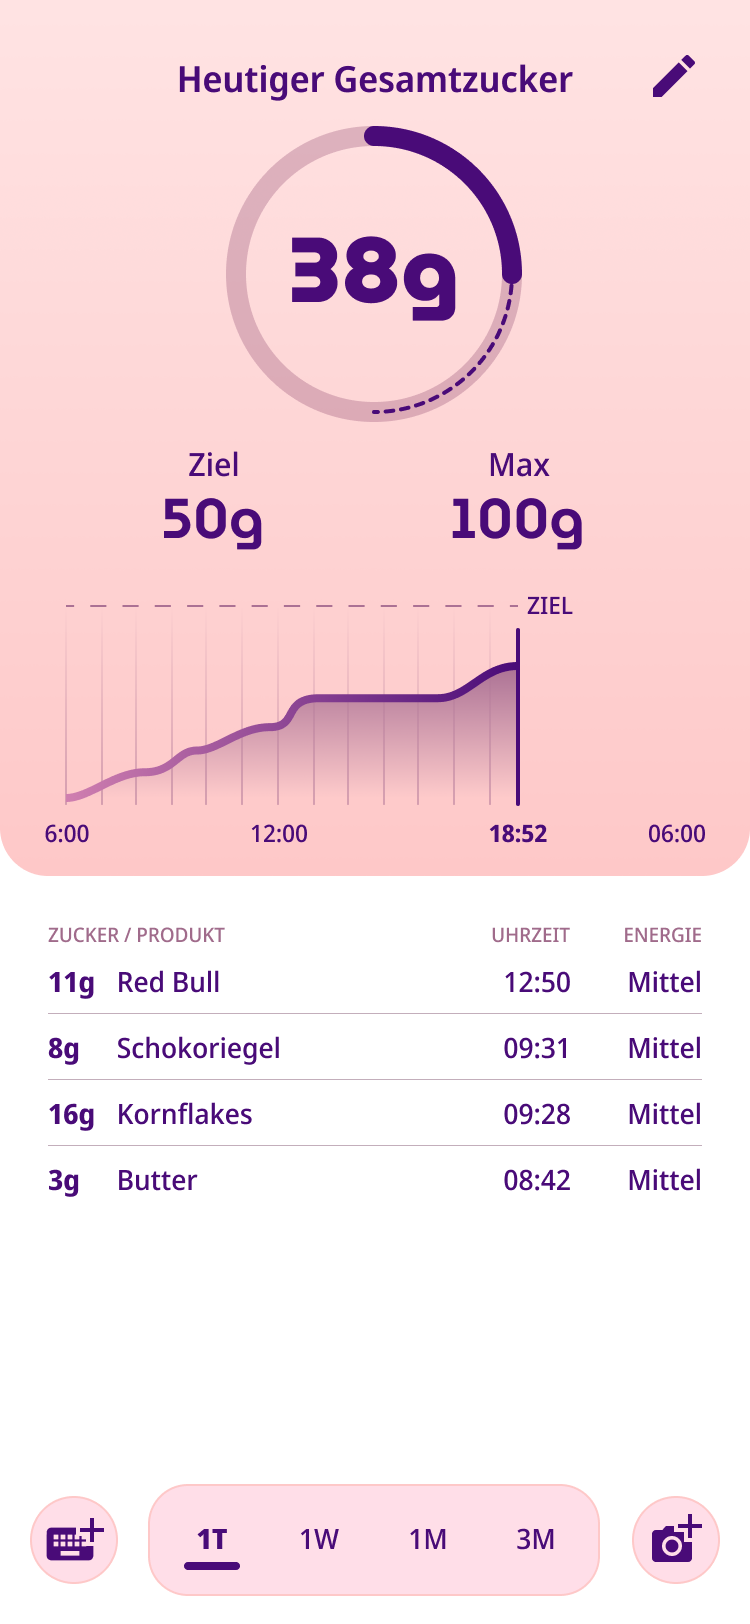 Heutiger Gesamtzucker
38g
Ziel Max
50g 100g
ZIEL
6:00 12:00 18:52 06:00
ZUCKER / PRODUKT UHRZEIT ENERGIE
11g Red Bull 12:50 Mittel
8g Schokoriegel 09:31 Mittel
16g Kornflakes 09:28 Mittel
3g Butter 08:42 Mittel
1T 1W 1M 3M